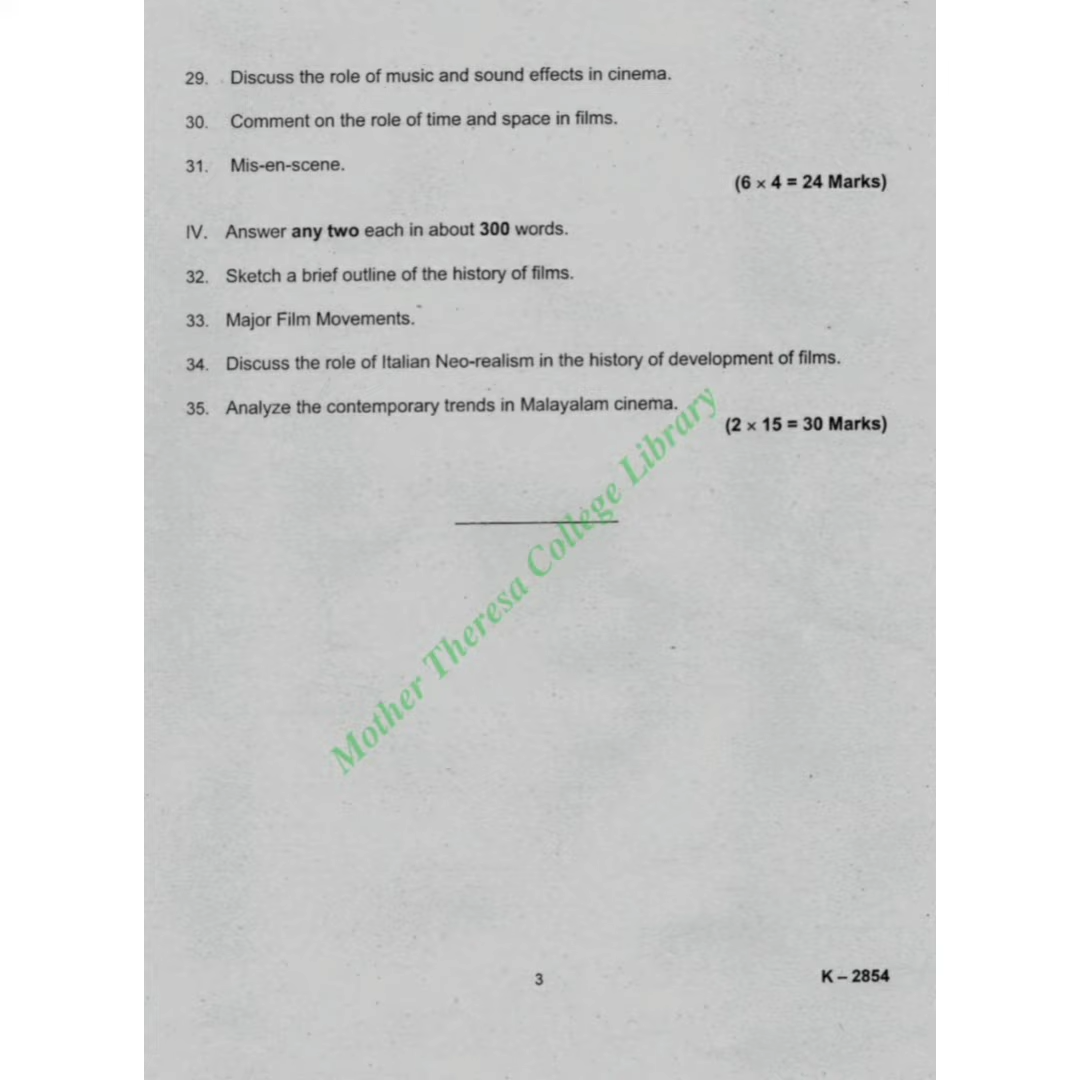 29. Discuss the role of music and sound effects in cinema.
30. Comment on the role of time and space in films.
31. Mis-en-scene.
(6 × 4 = 24 Marks)
IV. Answer any two each in about 300 words.
32. Sketch a brief outline of the history of films.
33. Major Film Movements.
34. Discuss the role of Italian Neo-realism in the history of development of films.
35. Analyze the contemporary trends in Malayalam cinema.
(2 × 15 = 30 Marks)
Mother Theresa College Library
3
K – 2854